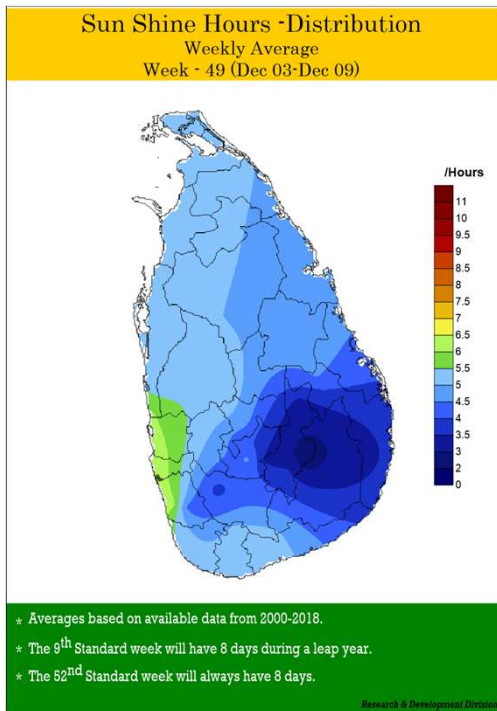 Sun Shine Hours -Distribution
Weekly Average
Week - 49 (Dec 03-Dec 09)
/Hours
11
10
9.5
9
8.5
8
7.5
7
6.5
6
5.5
5
4.5
4
3.5
3
2
0
* Averages based on available data from 2000-2018.
* The 9th Standard week will have 8 days during a leap year.
* The 52nd Standard week will always have 8 days.
Research & Development Division